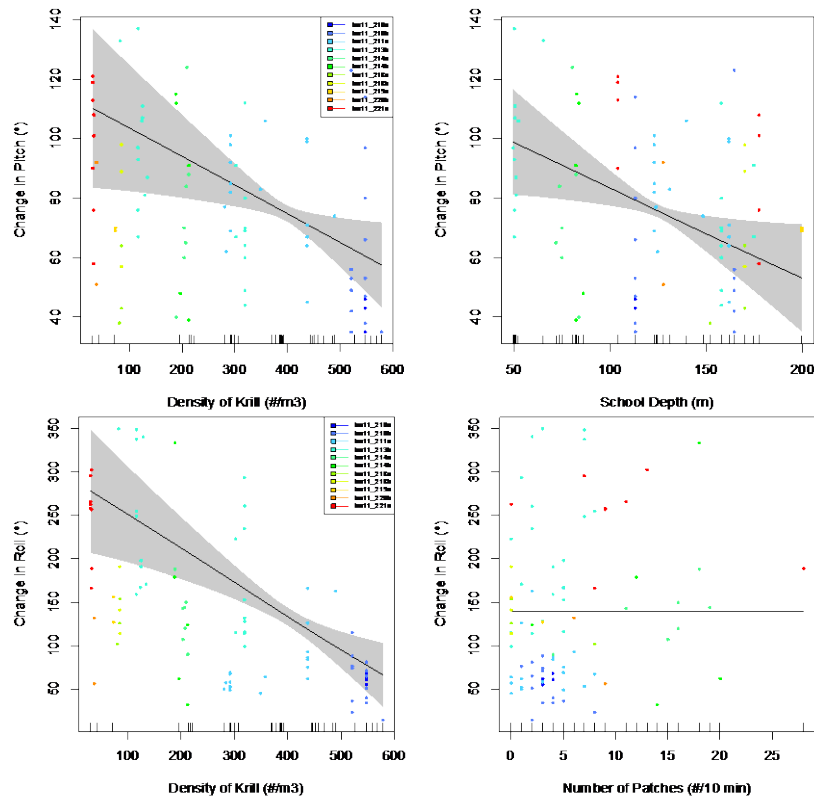 Change in Pitch (°)
140
120
100
80
60
40
100 200 300 400 500 600
Density of Krill (#/m3)
Change in Pitch (°)
140
120
100
80
60
40
50 100 150 200
School Depth (m)
Change in Roll (°)
350
300
250
200
150
100
50
100 200 300 400 500 600
Density of Krill (#/m3)
Change in Roll (°)
350
300
250
200
150
100
50
0 5 10 15 20 25
Number of Patches (#/10 min)